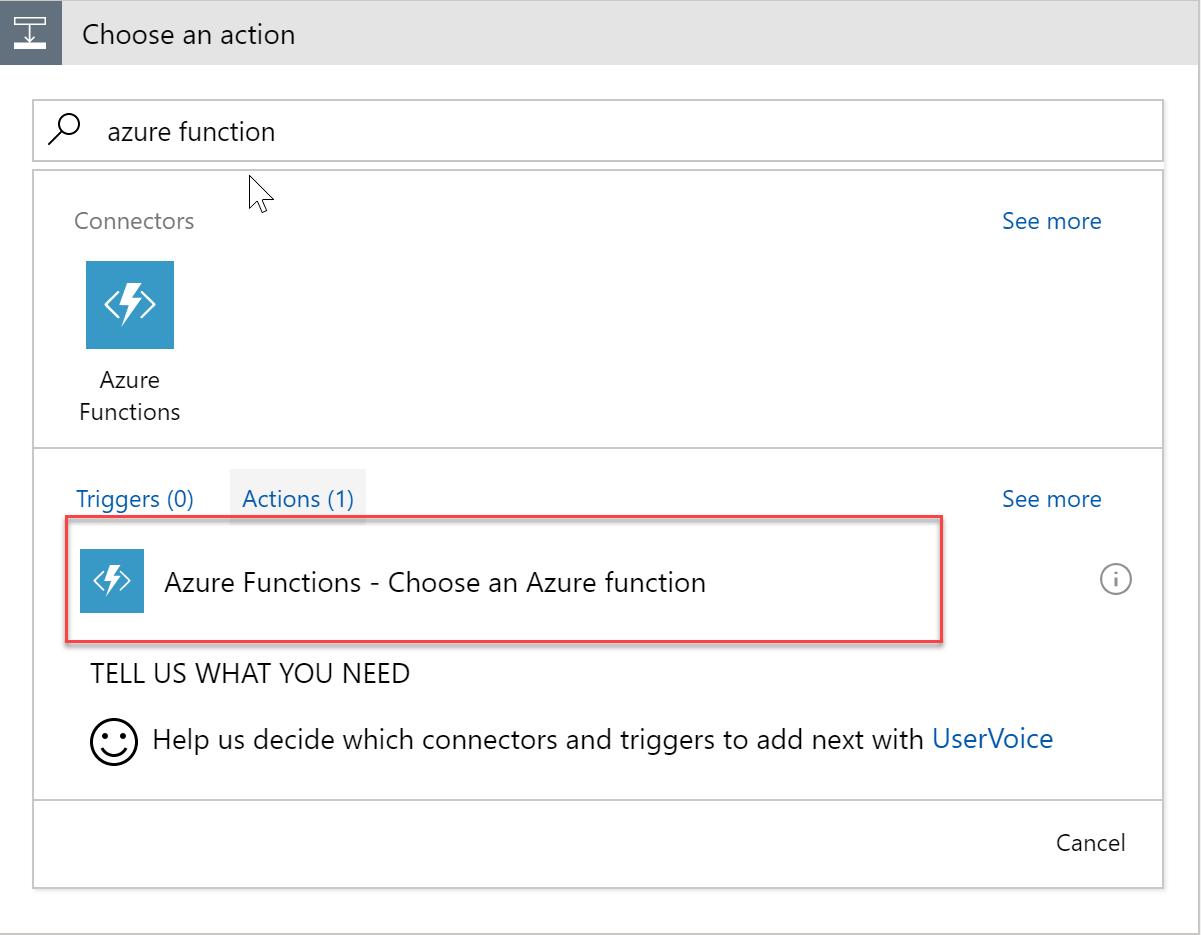 Choose an action
azure function
Connectors
See more
Azure
Functions
Triggers (0)
Actions (1)
See more
Azure Functions - Choose an Azure function
TELL US WHAT YOU NEED
Help us decide which connectors and triggers to add next with UserVoice
Cancel